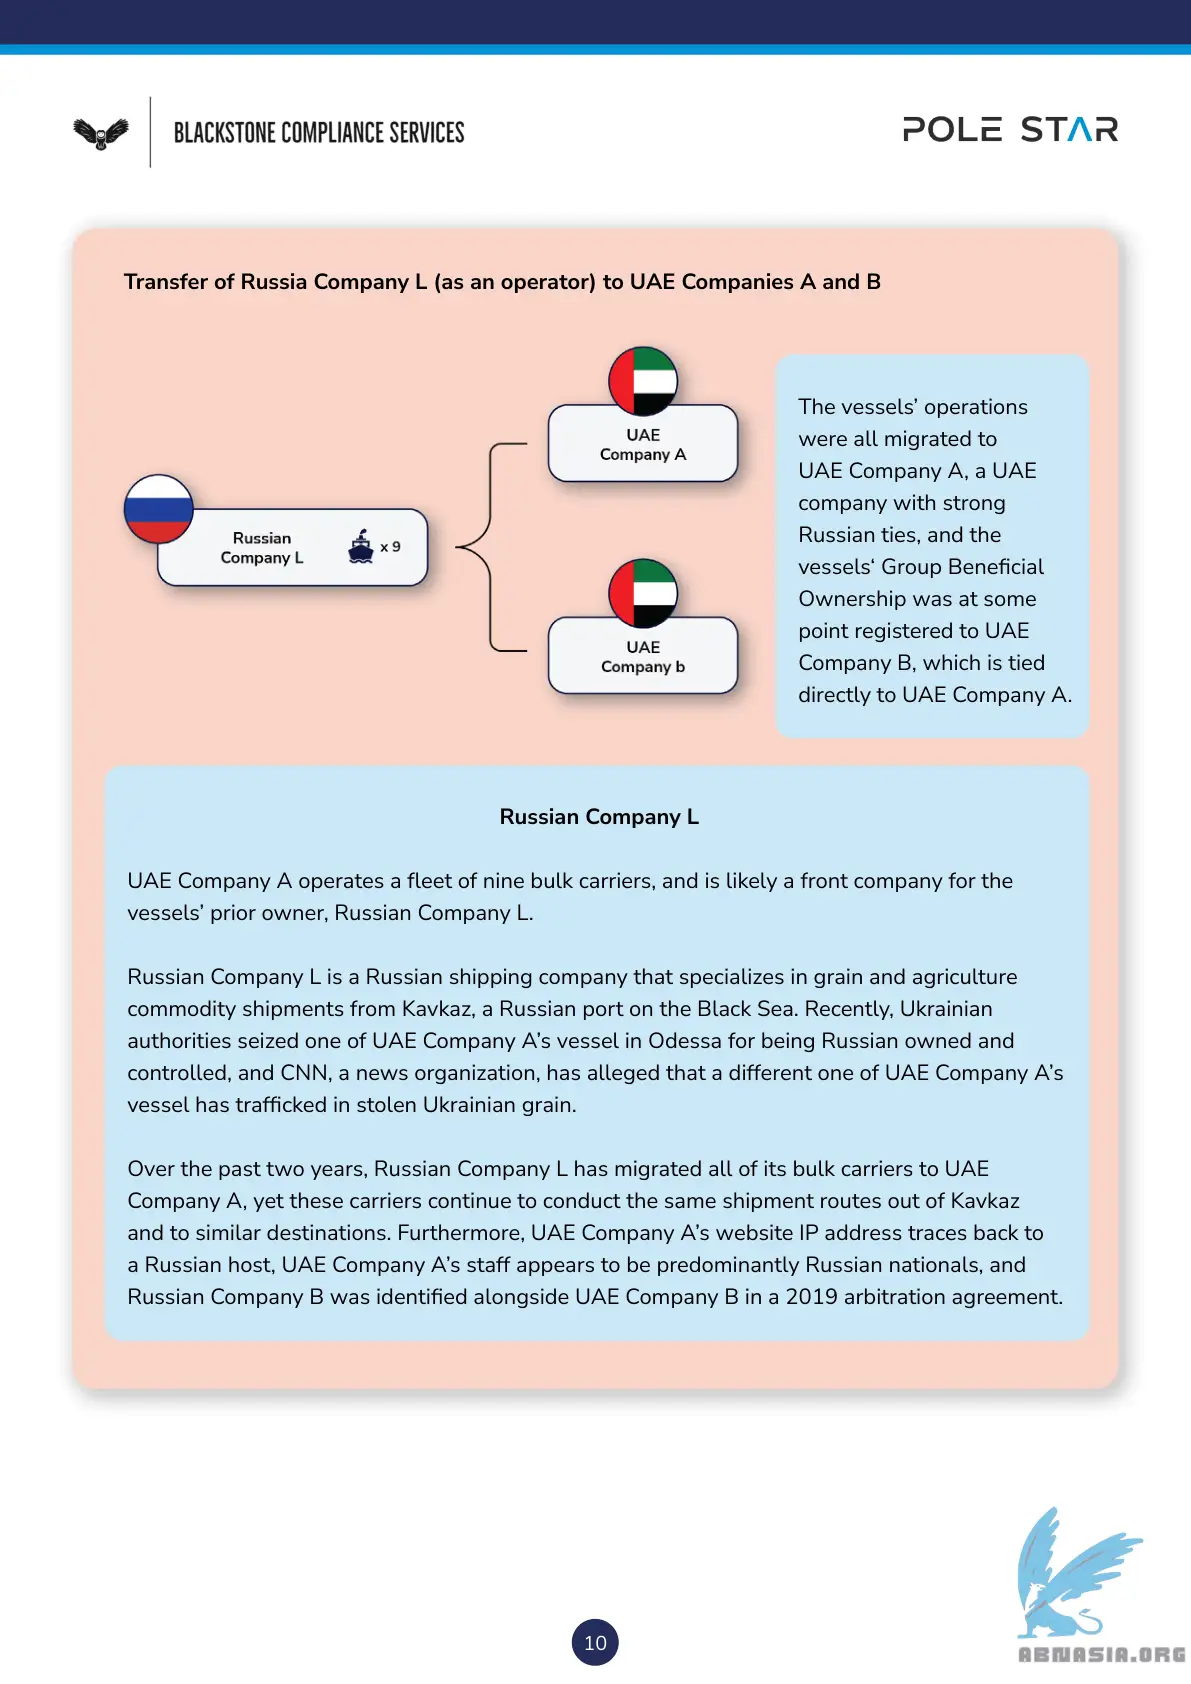 BLACKSTONE COMPLIANCE SERVICES
POLE STAR
Transfer of Russia Company L (as an operator) to UAE Companies A and B
UAE
Company A
Russian
Company L
x 9
UAE
Company b
The vessels’ operations
were all migrated to
UAE Company A, a UAE
company with strong
Russian ties, and the
vessels‘ Group Beneficial
Ownership was at some
point registered to UAE
Company B, which is tied
directly to UAE Company A.
Russian Company L
UAE Company A operates a fleet of nine bulk carriers, and is likely a front company for the
vessels’ prior owner, Russian Company L.
Russian Company L is a Russian shipping company that specializes in grain and agriculture
commodity shipments from Kavkaz, a Russian port on the Black Sea. Recently, Ukrainian
authorities seized one of UAE Company A’s vessel in Odessa for being Russian owned and
controlled, and CNN, a news organization, has alleged that a different one of UAE Company A’s
vessel has trafficked in stolen Ukrainian grain.
Over the past two years, Russian Company L has migrated all of its bulk carriers to UAE
Company A, yet these carriers continue to conduct the same shipment routes out of Kavkaz
and to similar destinations. Furthermore, UAE Company A’s website IP address traces back to
a Russian host, UAE Company A’s staff appears to be predominantly Russian nationals, and
Russian Company B was identified alongside UAE Company B in a 2019 arbitration agreement.
10
ABNASIA.ORG